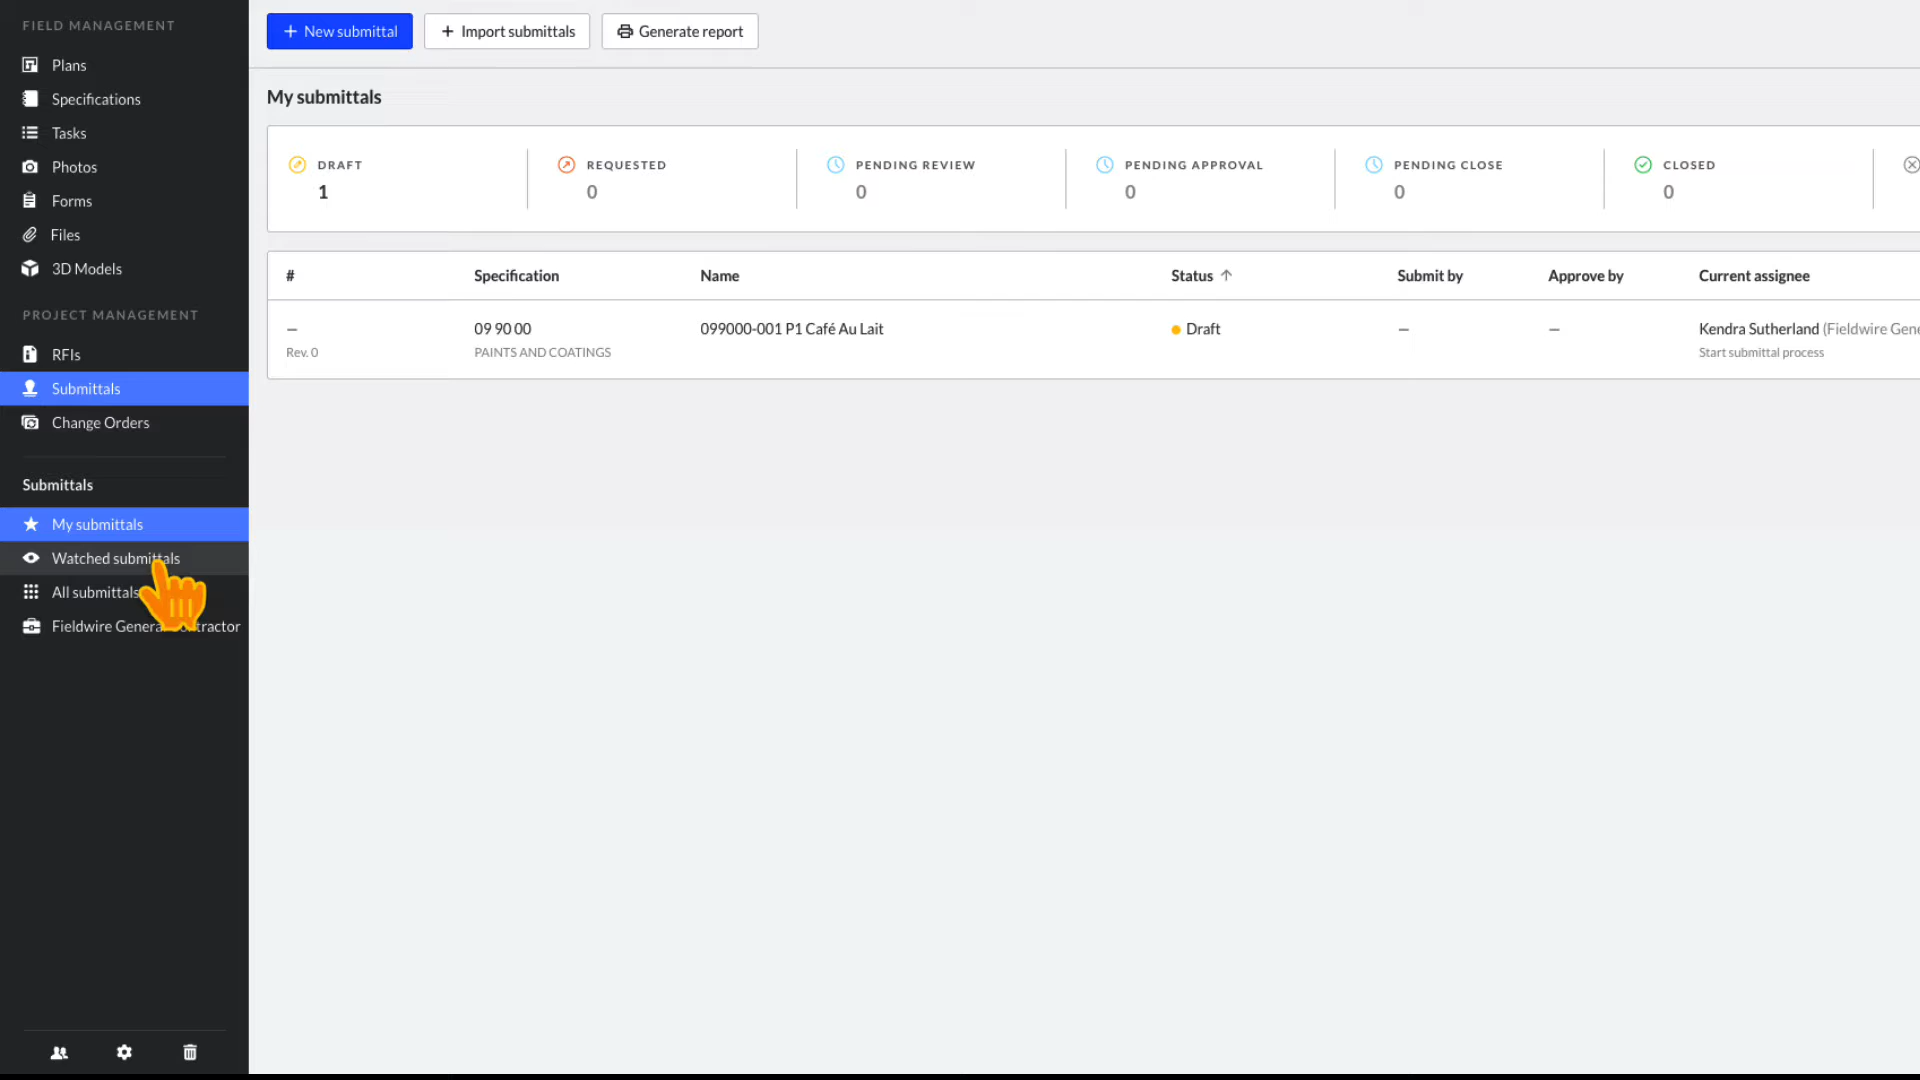 FIELD MANAGEMENT
Plans
Specifications
Tasks
Photos
Forms
Files
3D Models
PROJECT MANAGEMENT
RFIs
Submittals
Change Orders
Submittals
My submittals
Watched submittals
All submittals
Fieldwire General Contractor
+ New submittal
+ Import submittals
Generate report
My submittals
DRAFT
1
REQUESTED
0
PENDING REVIEW
0
PENDING APPROVAL
0
PENDING CLOSE
0
CLOSED
0
# Specification Name Status ↑ Submit by Approve by Current assignee
— 09 90 00 099000-001 P1 Café Au Lait Draft — — Kendra Sutherland (Fieldwire Gene
Rev. 0 PAINTS AND COATINGS Start submittal process